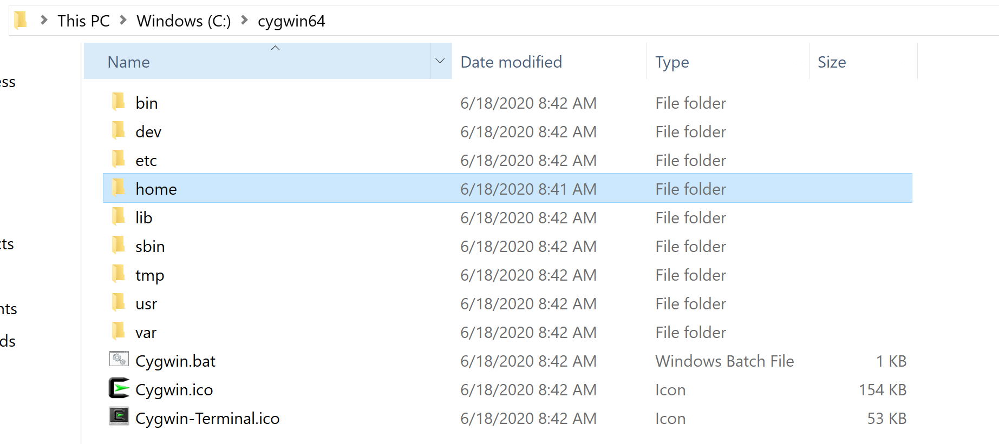 This PC > Windows (C:) > cygwin64
Name Date modified Type Size
ess
bin 6/18/2020 8:42 AM File folder
dev 6/18/2020 8:42 AM File folder
etc 6/18/2020 8:42 AM File folder
home 6/18/2020 8:41 AM File folder
lib 6/18/2020 8:42 AM File folder
cts
sbin 6/18/2020 8:42 AM File folder
tmp 6/18/2020 8:42 AM File folder
usr 6/18/2020 8:42 AM File folder
nts
var 6/18/2020 8:42 AM File folder
ds
Cygwin.bat 6/18/2020 8:42 AM Windows Batch File 1 KB
Cygwin.ico 6/18/2020 8:42 AM Icon 154 KB
Cygwin-Terminal.ico 6/18/2020 8:42 AM Icon 53 KB